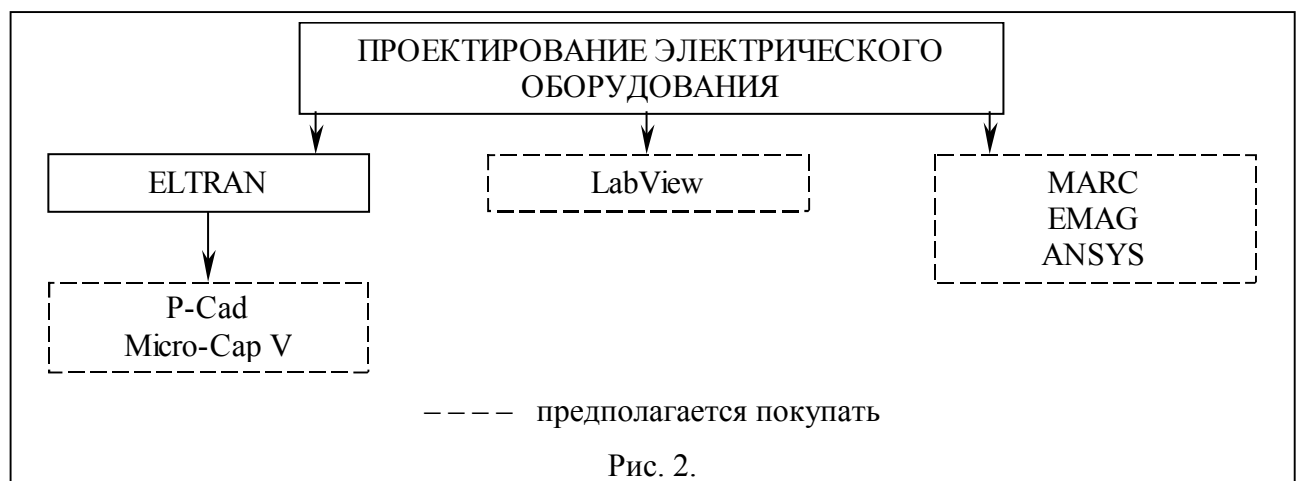 ПРОЕКТИРОВАНИЕ ЭЛЕКТРИЧЕСКОГО
ОБОРУДОВАНИЯ
ELTRAN
LabView
MARC
EMAG
ANSYS
P-Cad
Micro-Cap V
предполагается покупать
Рис. 2.